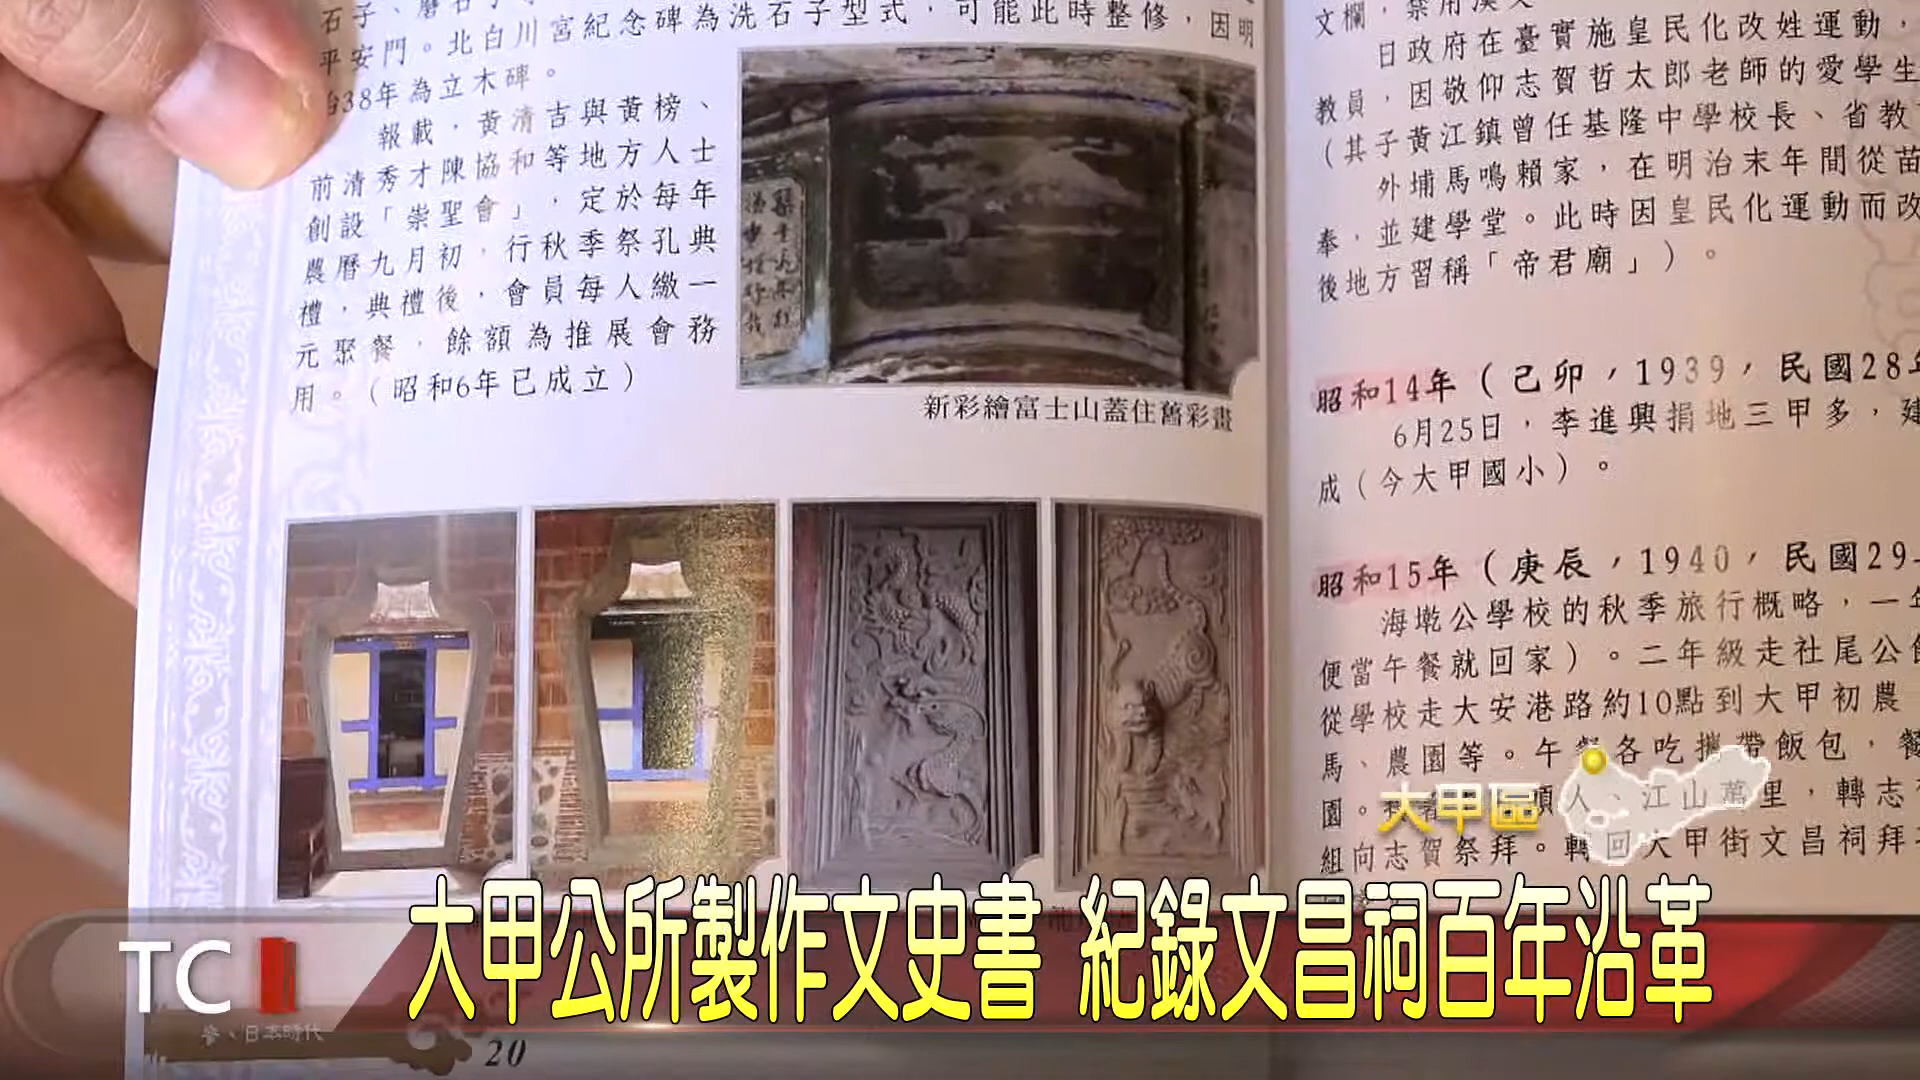 平安門。北白川宮紀念碑為洗石子型式，可能此時整修，因明
治38年為立木碑。
報載，黃清吉與黃榜、
前清秀才陳協和等地方人士
創設「崇聖會」，定於每年
農曆九月初，行秋季祭孔典
禮，典禮後，會員每人繳一
元聚餐，餘額為推展會務
用。（昭和6年已成立）
新彩繪富士山蓋住舊彩畫
日政府在臺實施皇民化改姓運動，
教員，因敬仰志賀哲太郎老師的愛學生
（其子黃江鎮曾任基隆中學校長、省教
外埔馬鳴賴家，在明治末年間從苗
奉，並建學堂。此時因皇民化運動而改
後地方習稱「帝君廟」）。
昭和14年（己卯，1939，民國28年
6月25日，李進興捐地三甲多，建
成（今大甲國小）。
昭和15年（庚辰，1940，民國29
海墘公學校的秋季旅行概略，一年
便當午餐就回家）。二年級走社尾公
從學校走大安港路約10點到大甲初農
馬、農園等。午餐各吃攜帶飯包，餐
園。 人、江山萬里，轉志
組向志賀祭拜。轉回大甲街文昌祠拜
大甲區
TC
大甲公所製作文史書 紀錄文昌祠百年沿革
參、日本時代
20